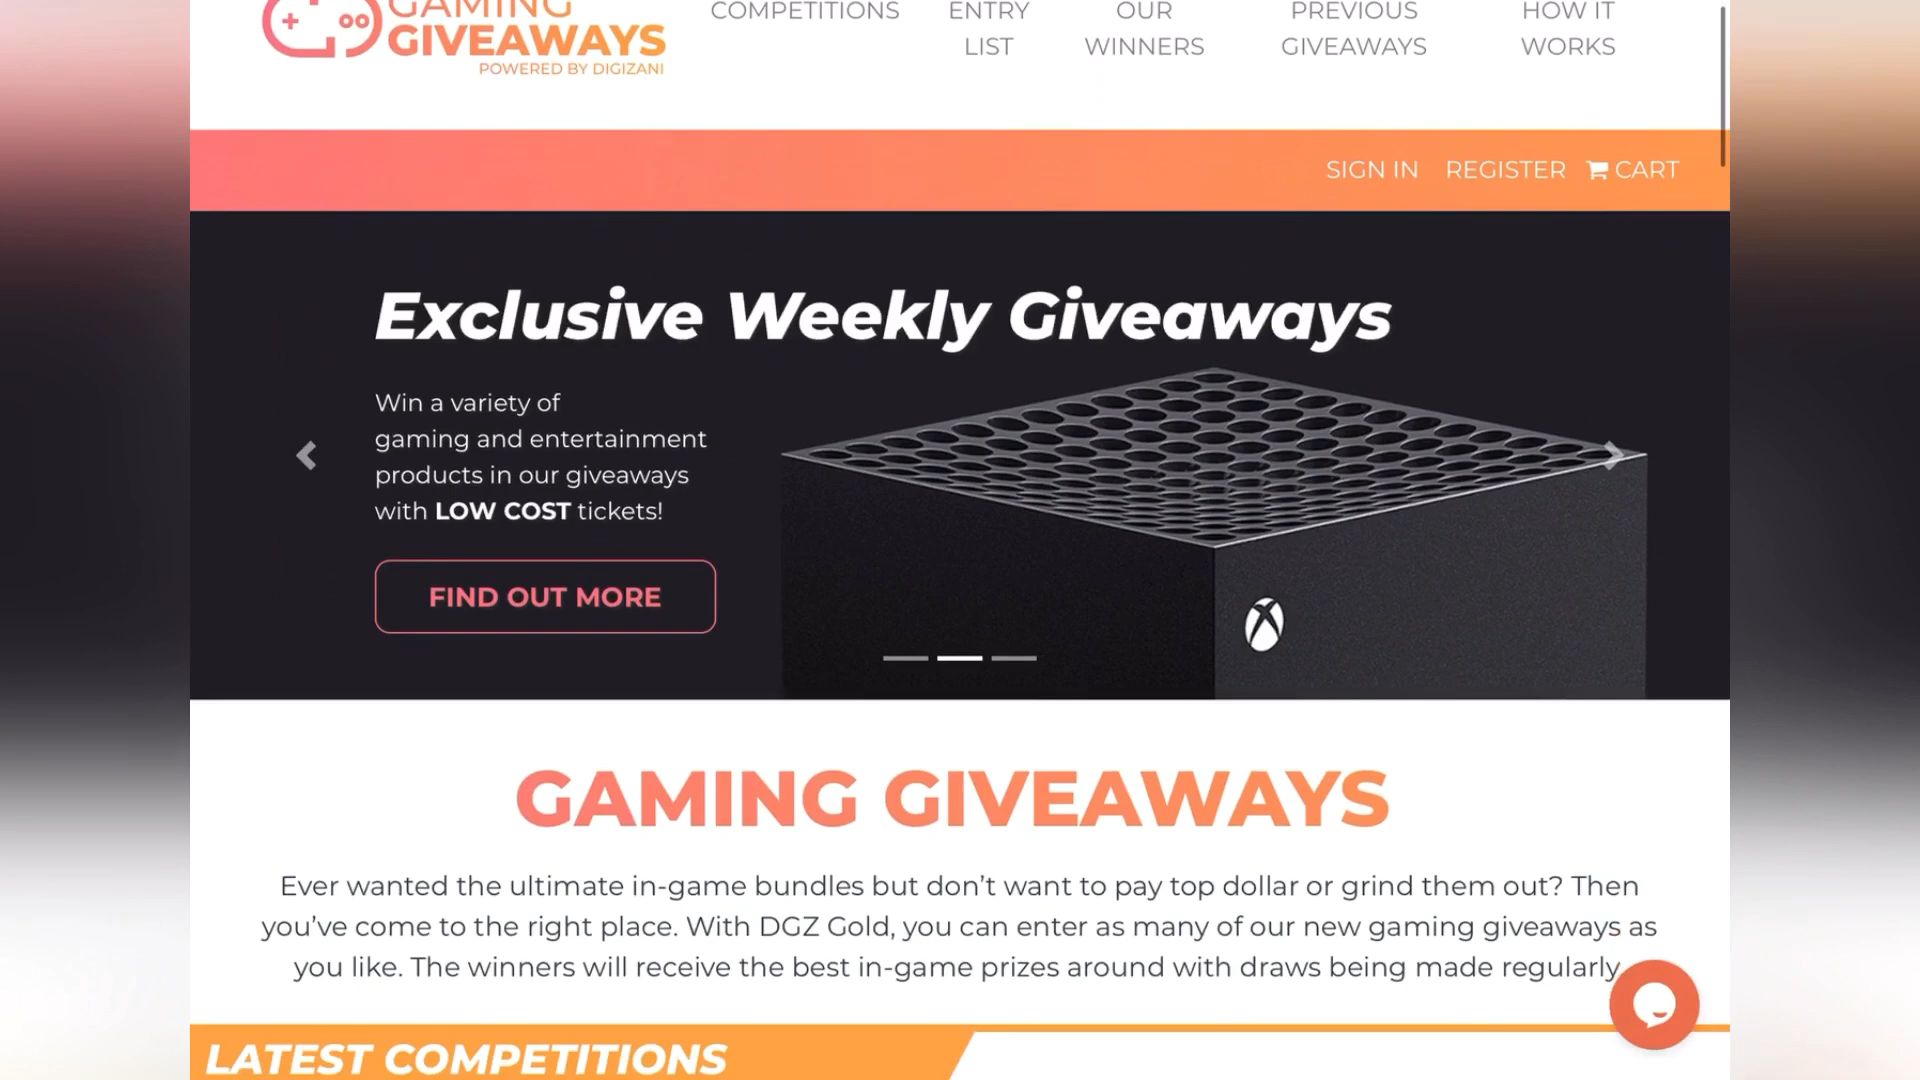 GAMING
GIVEAWAYS
POWERED BY DIGIZANI
COMPETITIONS
ENTRY
LIST
OUR
WINNERS
PREVIOUS
GIVEAWAYS
HOW IT
WORKS
SIGN IN
REGISTER
CART
Exclusive Weekly Giveaways
Win a variety of
gaming and entertainment
products in our giveaways
with LOW COST tickets!
FIND OUT MORE
GAMING GIVEAWAYS
Ever wanted the ultimate in-game bundles but don’t want to pay top dollar or grind them out? Then
you’ve come to the right place. With DGZ Gold, you can enter as many of our new gaming giveaways as
you like. The winners will receive the best in-game prizes around with draws being made regularly.
LATEST COMPETITIONS